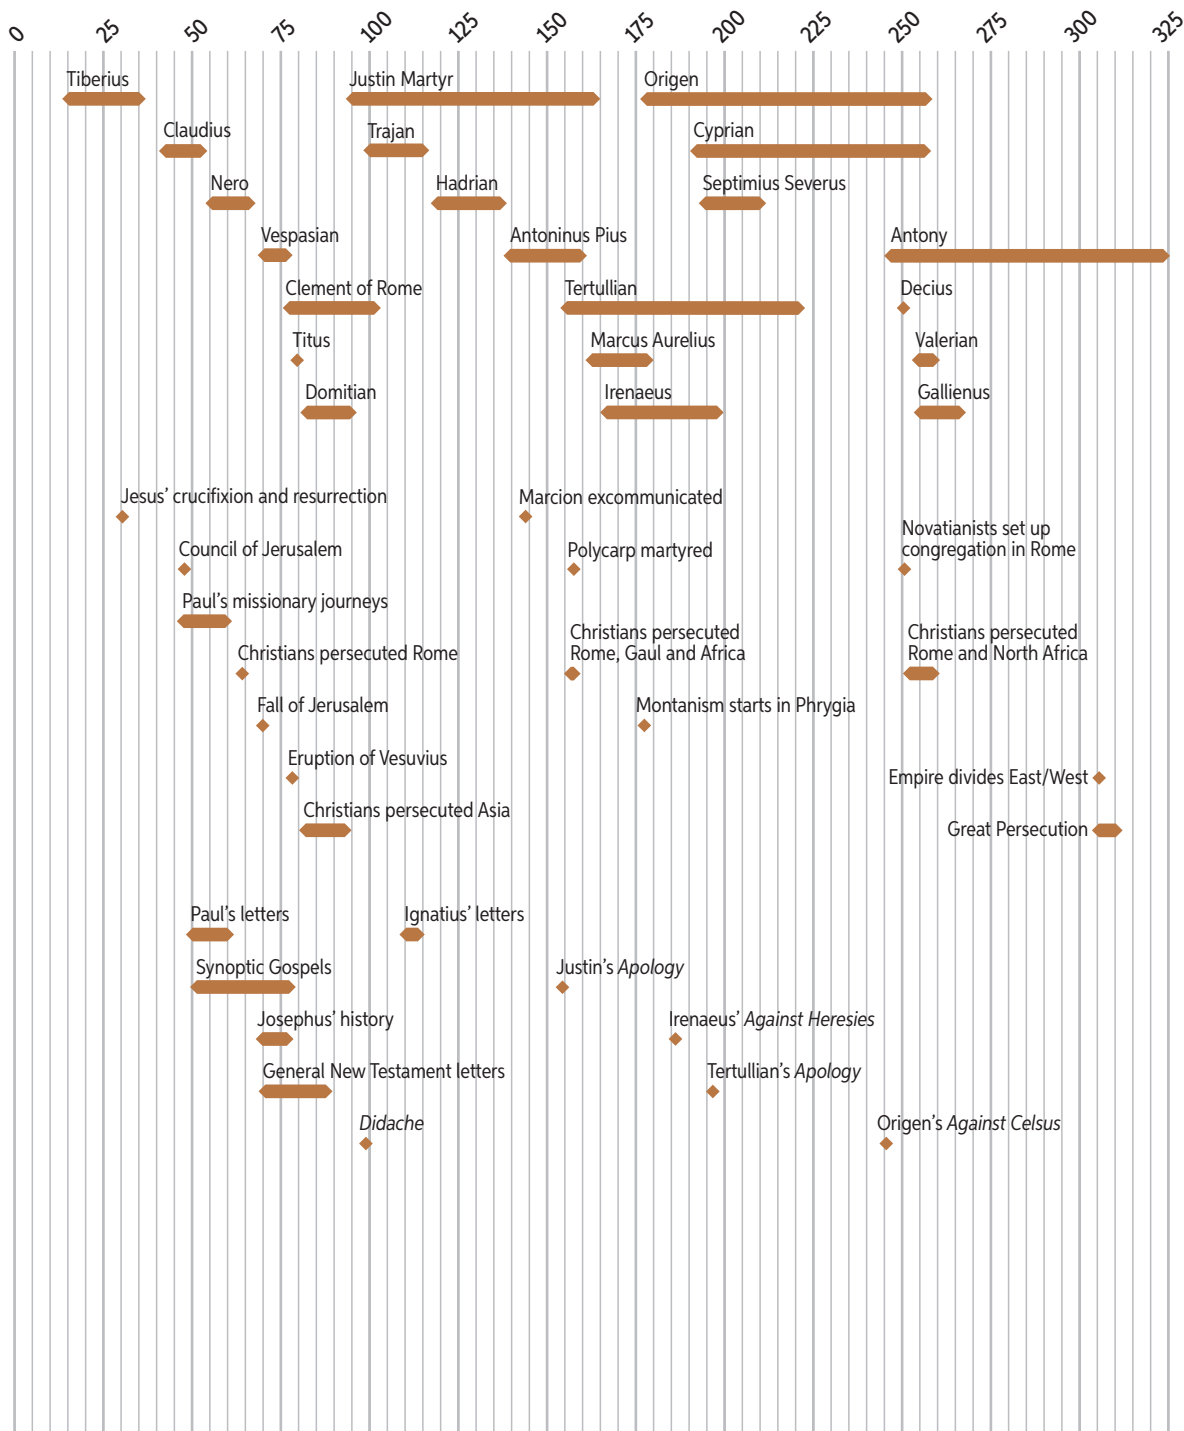 0 25 50 75 100 125 150 175 200 225 250 275 300 325
Tiberius Justin Martyr Origen
Claudius Trajan Cyprian
Nero Hadrian Septimius Severus
Vespasian Antoninus Pius Antony
Clement of Rome Tertullian Decius
Titus Marcus Aurelius Valerian
Domitian Irenaeus Gallienus
Jesus’ crucifixion and resurrection Marcion excommunicated
Novatianists set up
congregation in Rome
Council of Jerusalem Polycarp martyred
Paul’s missionary journeys
Christians persecuted
Rome, Gaul and Africa
Christians persecuted
Rome and North Africa
Christians persecuted Rome
Fall of Jerusalem Montanism starts in Phrygia
Eruption of Vesuvius Empire divides East/West
Christians persecuted Asia Great Persecution
Paul’s letters Ignatius’ letters
Synoptic Gospels Justin’s Apology
Josephus’ history Irenaeus’ Against Heresies
General New Testament letters Tertullian’s Apology
Didache Origen’s Against Celsus